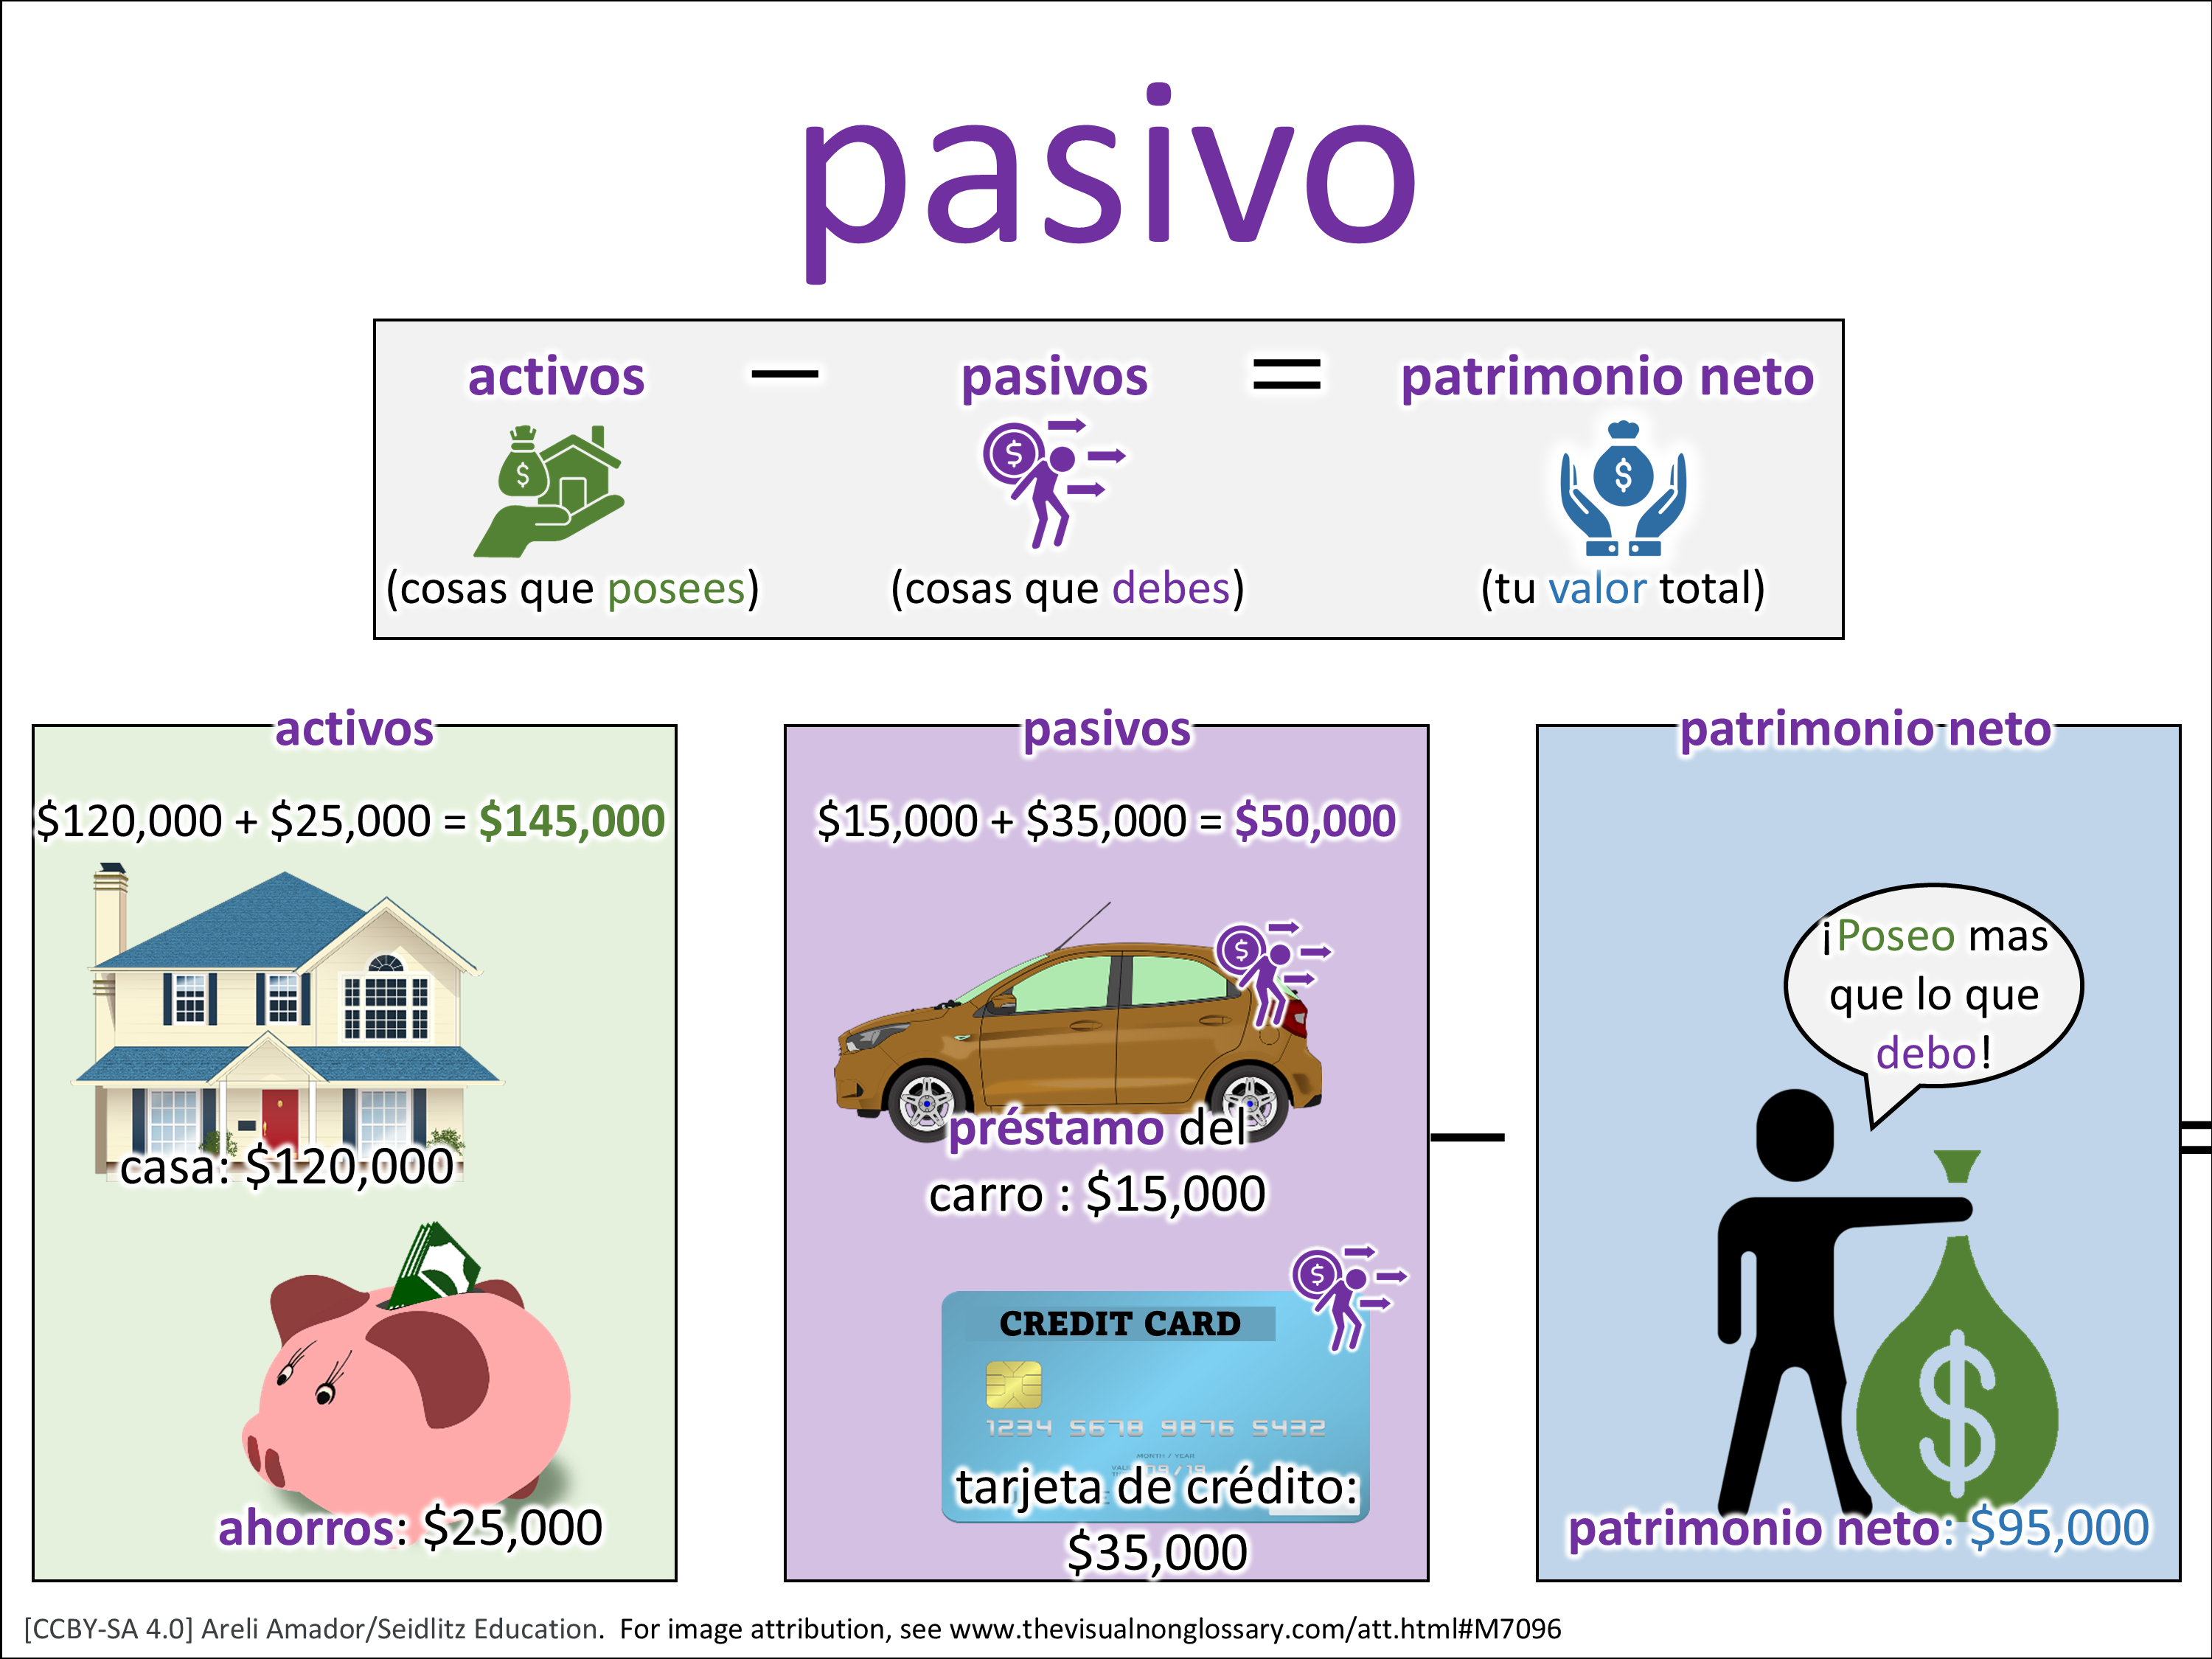 pasivo
activos — pasivos = patrimonio neto
$ $ $
(cosas que posees) (cosas que debes) (tu valor total)
activos
$120,000 + $25,000 = $145,000
casa: $120,000
ahorros: $25,000
pasivos
$15,000 + $35,000 = $50,000
$
préstamo del
carro : $15,000
$
CREDIT CARD
1234 5678 9876 5432
MONTH / YEAR
tarjeta de crédito:
$35,000
—
patrimonio neto
¡Poseo mas
que lo que
debo!
$
patrimonio neto: $95,000
=
[CCBY-SA 4.0] Areli Amador/Seidlitz Education. For image attribution, see www.thevisualnonglossary.com/att.html#M7096